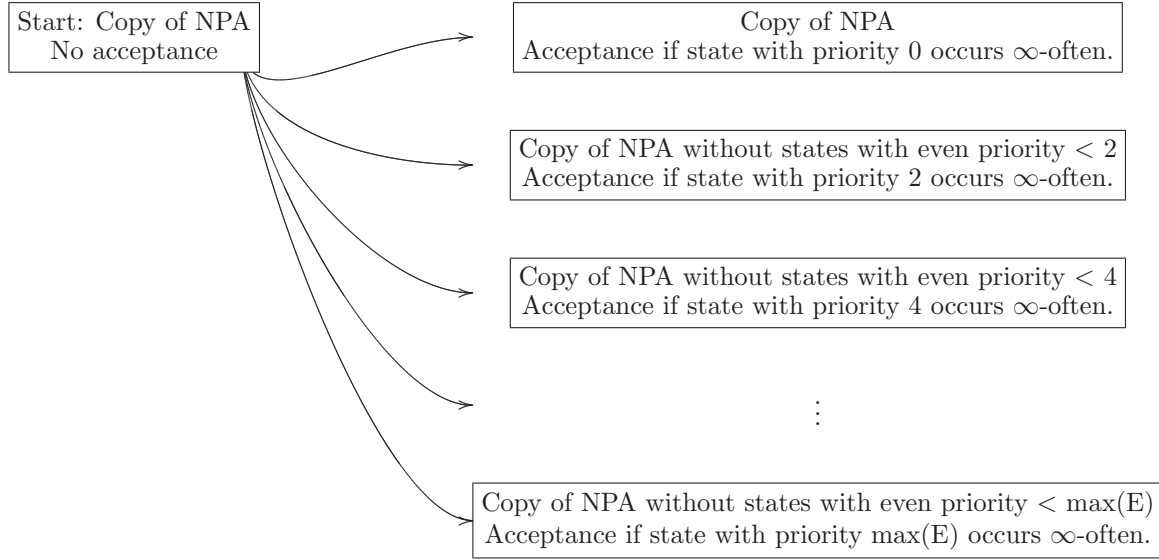 Start: Copy of NPA
No acceptance
Copy of NPA
Acceptance if state with priority 0 occurs ∞-often.
Copy of NPA without states with even priority < 2
Acceptance if state with priority 2 occurs ∞-often.
Copy of NPA without states with even priority < 4
Acceptance if state with priority 4 occurs ∞-often.
⋮
Copy of NPA without states with even priority < max(E)
Acceptance if state with priority max(E) occurs ∞-often.